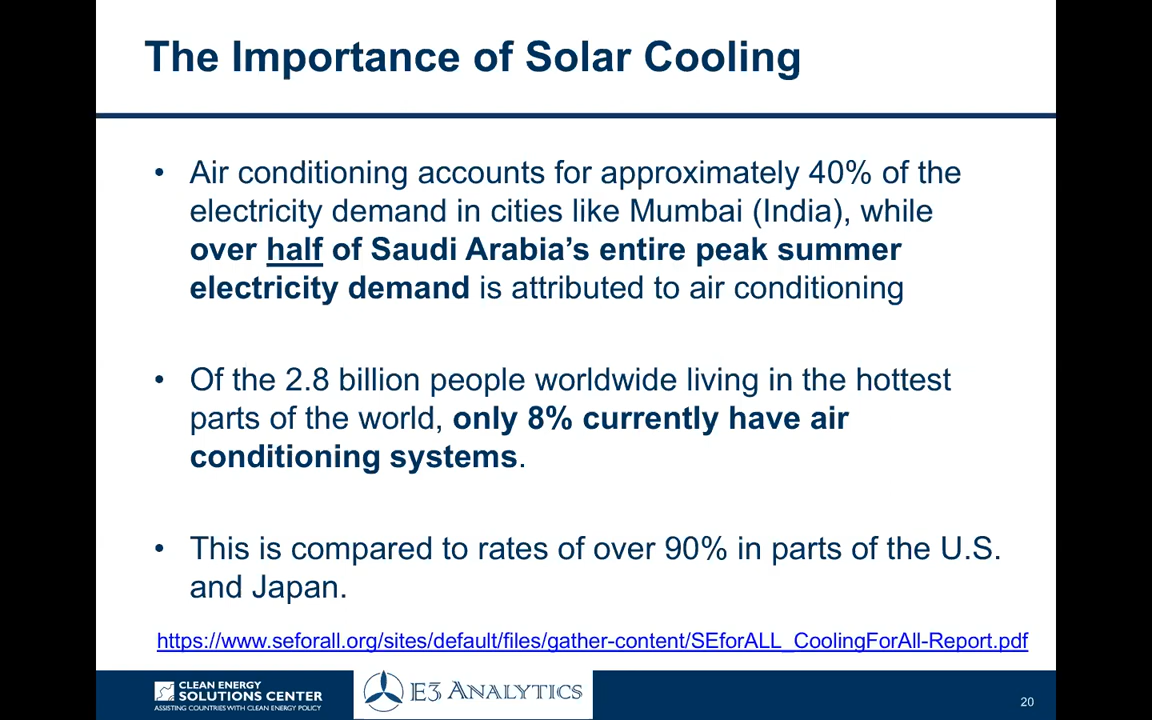 The Importance of Solar Cooling
• Air conditioning accounts for approximately 40% of the
electricity demand in cities like Mumbai (India), while
over half of Saudi Arabia's entire peak summer
electricity demand is attributed to air conditioning
• Of the 2.8 billion people worldwide living in the hottest
parts of the world, only 8% currently have air
conditioning systems.
• This is compared to rates of over 90% in parts of the U.S.
and Japan.
https://www.seforall.org/sites/default/files/gather-content/SEforALL_CoolingForAll-Report.pdf
CLEAN ENERGY
SOLUTIONS CENTER
ASSISTING COUNTRIES WITH CLEAN ENERGY POLICY
E3 ANALYTICS
20